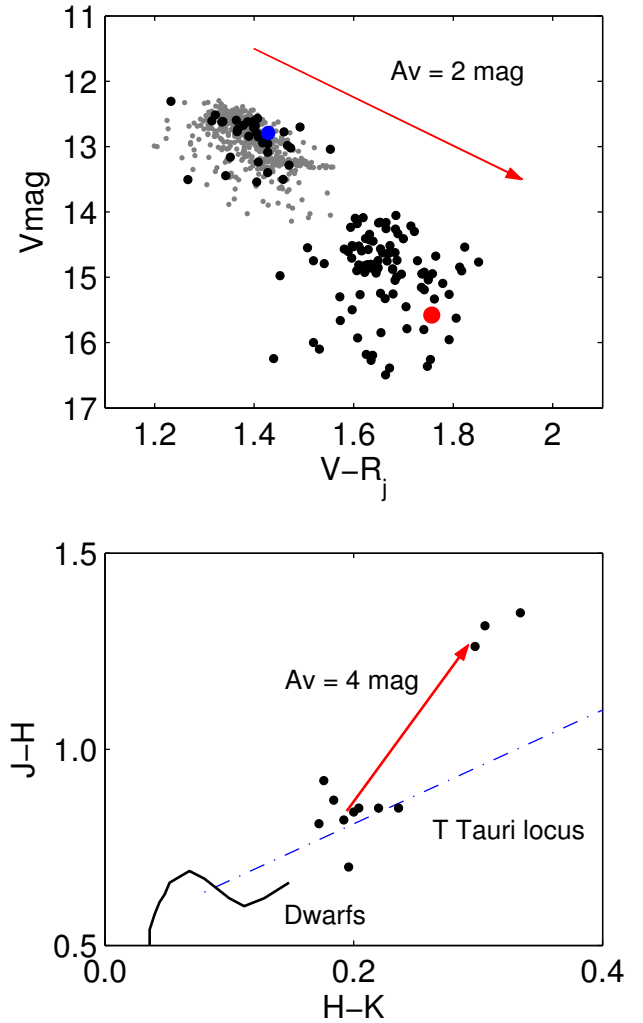 11
12
13
14
15
16
17
Vmag
Av = 2 mag
1.2
1.4
1.6
1.8
2
V−Rj
1.5
1.0
0.5
J−H
Av = 4 mag
T Tauri locus
Dwarfs
0.0
0.2
0.4
H−K